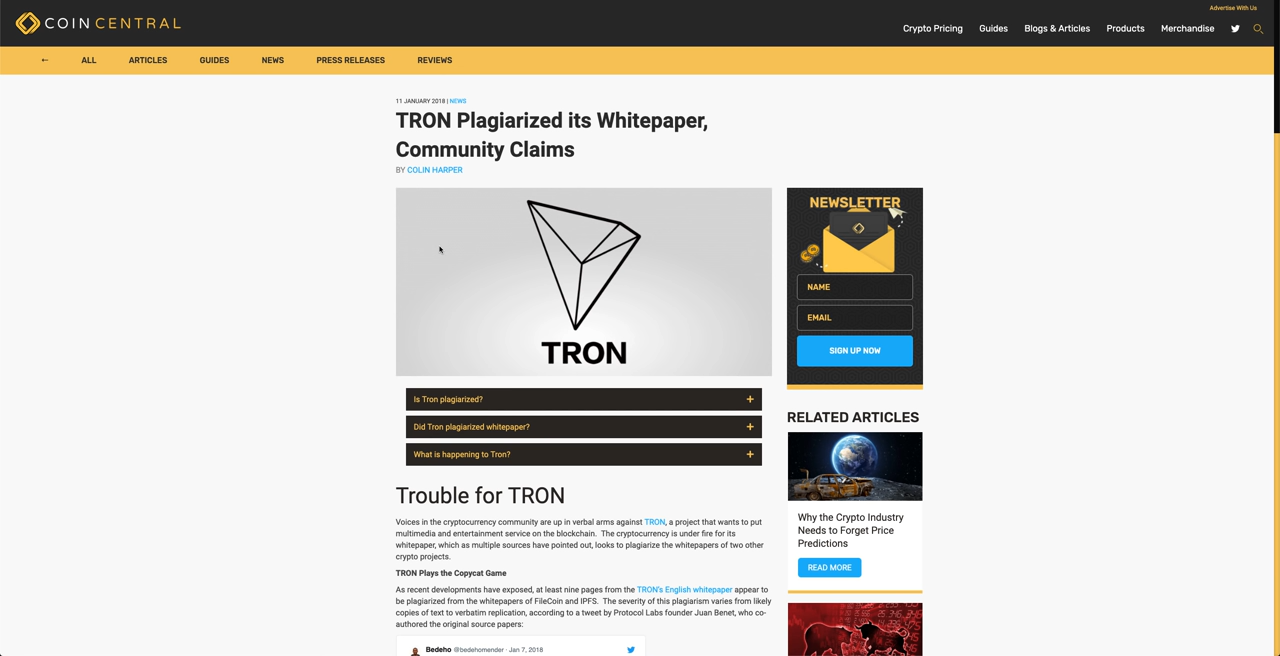 Advertise With Us
COIN CENTRAL
Crypto Pricing Guides Blogs & Articles Products Merchandise
← ALL ARTICLES GUIDES NEWS PRESS RELEASES REVIEWS
11 JANUARY 2018 | NEWS
TRON Plagiarized its Whitepaper,
Community Claims
BY COLIN HARPER
TRON
Is Tron plagiarized? +
Did Tron plagiarized whitepaper? +
What is happening to Tron? +
Trouble for TRON
Voices in the cryptocurrency community are up in verbal arms against TRON, a project that wants to put
multimedia and entertainment service on the blockchain. The cryptocurrency is under fire for its
whitepaper, which as multiple sources have pointed out, looks to plagiarize the whitepapers of two other
crypto projects.
TRON Plays the Copycat Game
As recent developments have exposed, at least nine pages from the TRON's English whitepaper appear to
be plagiarized from the whitepapers of FileCoin and IPFS. The severity of this plagiarism varies from likely
copies of text to verbatim replication, according to a tweet by Protocol Labs founder Juan Benet, who co-
authored the original source papers:
Bedeho @bedehomender · Jan 7, 2018
NEWSLETTER
NAME
EMAIL
SIGN UP NOW
RELATED ARTICLES
Why the Crypto Industry
Needs to Forget Price
Predictions
READ MORE